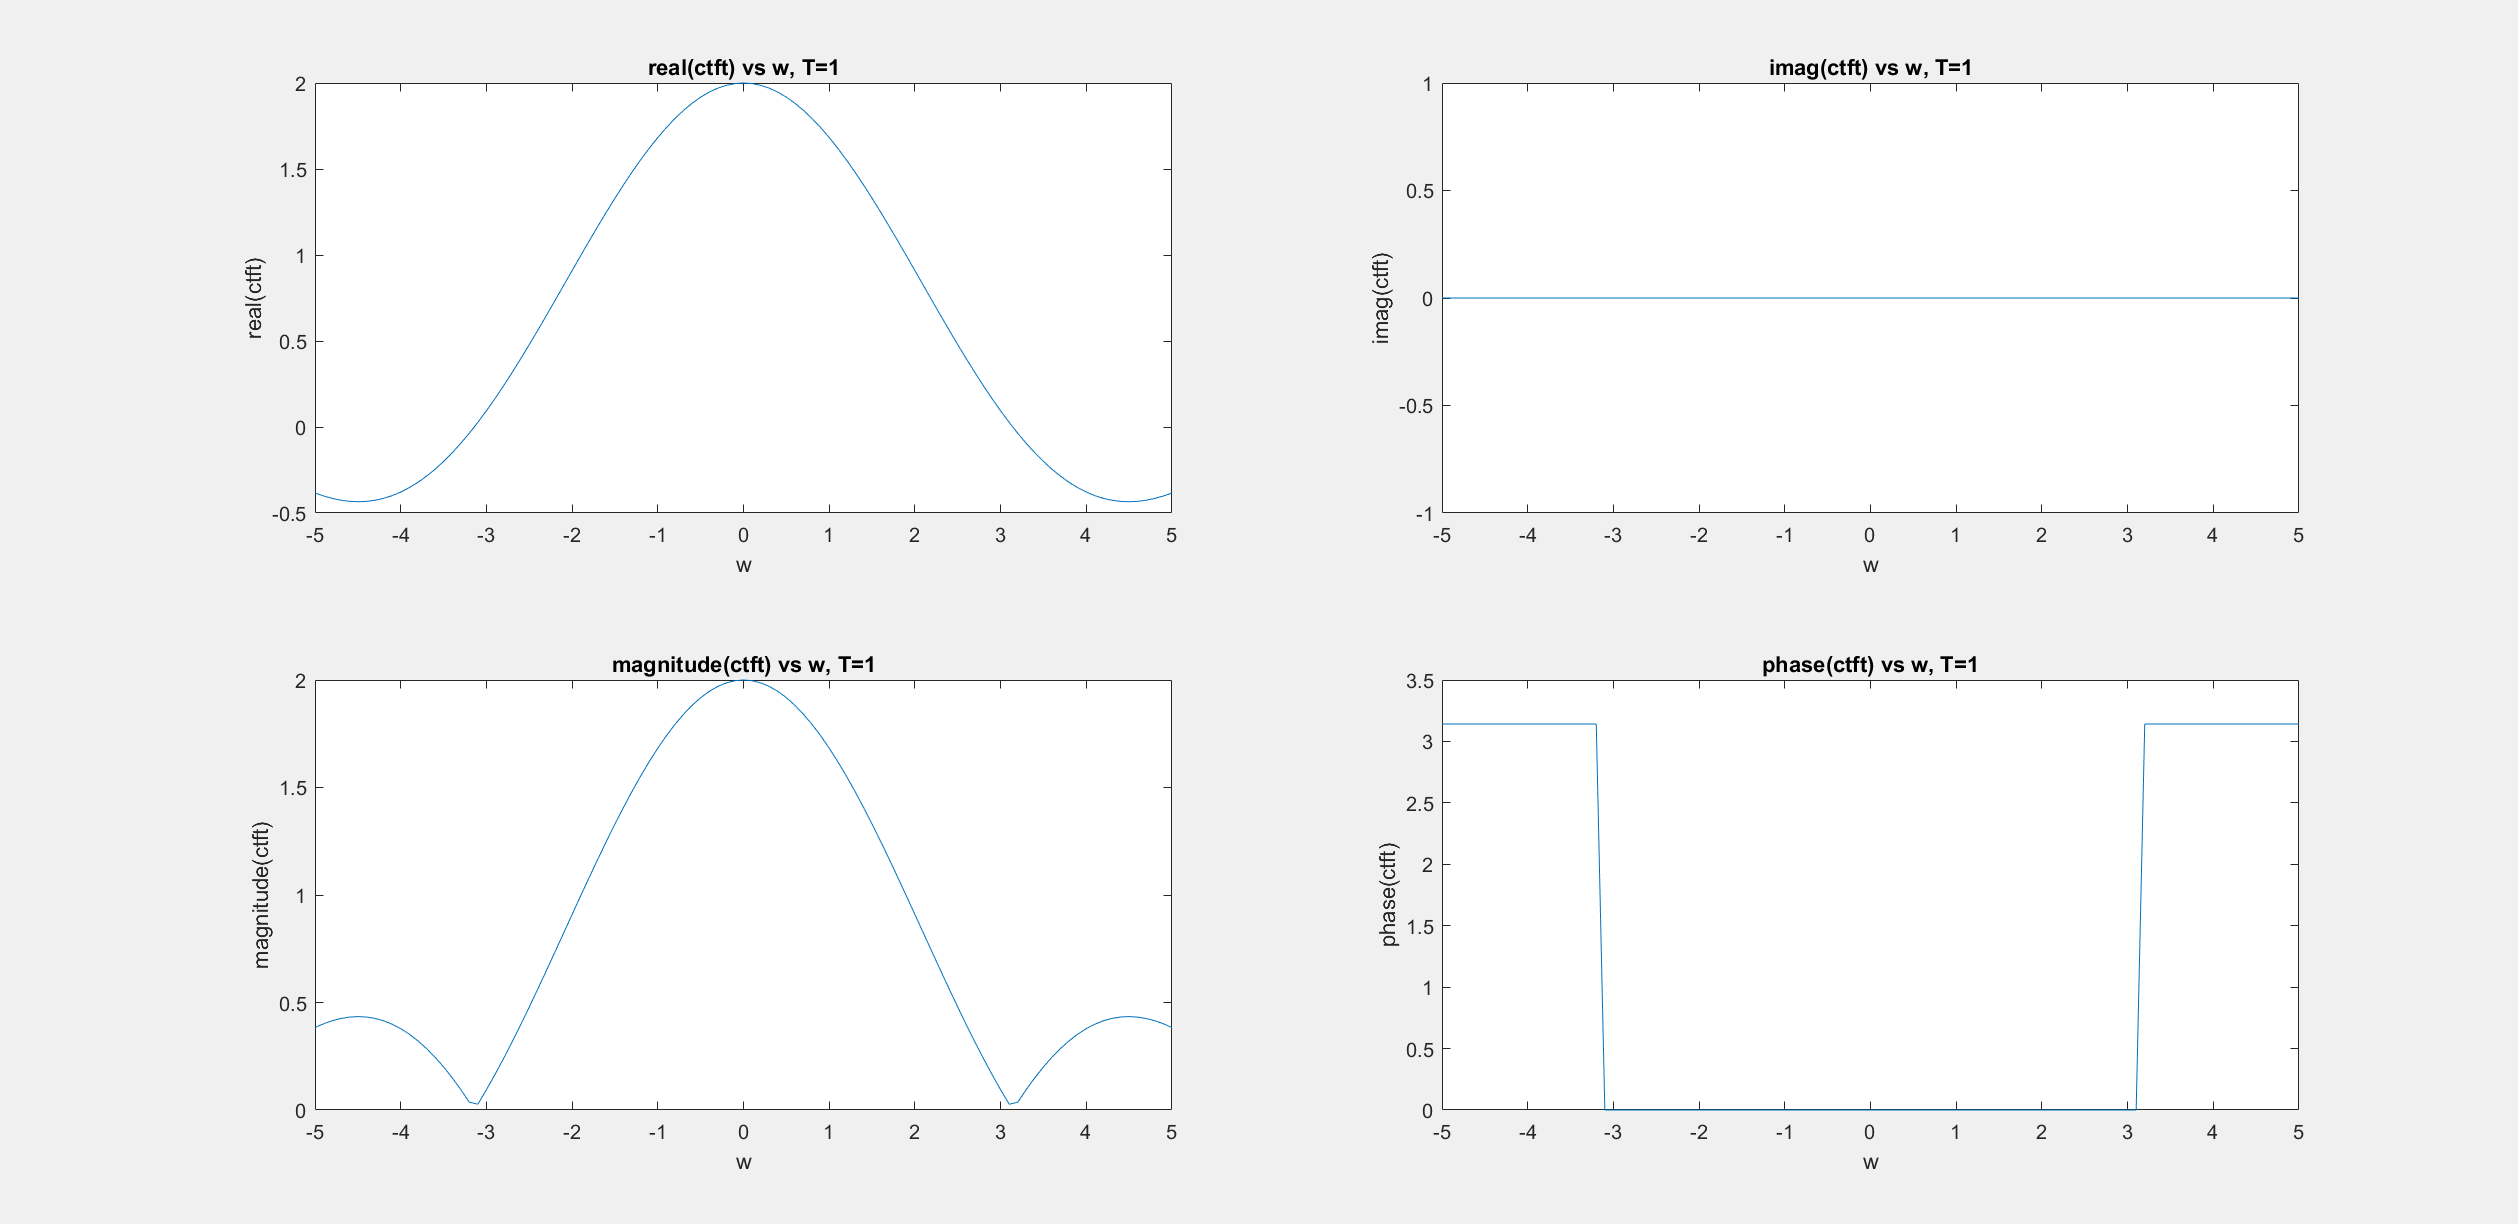 real(ctft) vs w, T=1
2
1.5
1
0.5
0
-0.5
real(ctft)
-5 -4 -3 -2 -1 0 1 2 3 4 5
w
imag(ctft) vs w, T=1
1
0.5
0
-0.5
-1
imag(ctft)
-5 -4 -3 -2 -1 0 1 2 3 4 5
w
magnitude(ctft) vs w, T=1
2
1.5
1
0.5
0
magnitude(ctft)
-5 -4 -3 -2 -1 0 1 2 3 4 5
w
phase(ctft) vs w, T=1
3.5
3
2.5
2
1.5
1
0.5
0
phase(ctft)
-5 -4 -3 -2 -1 0 1 2 3 4 5
w